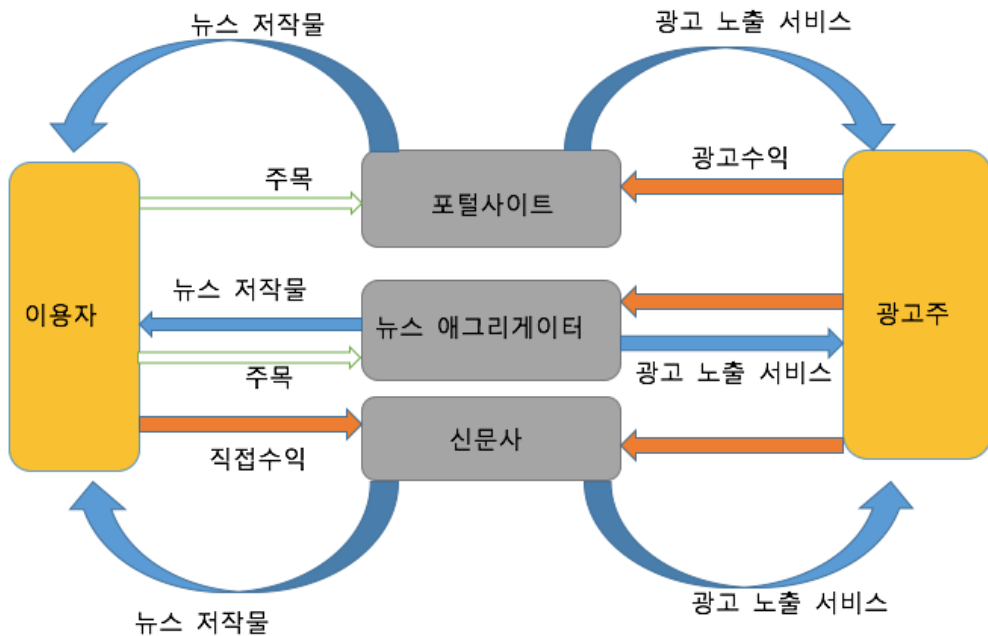 뉴스 저작물
광고 노출 서비스
주목
광고수익
포털사이트
뉴스 저작물
이용자
뉴스 애그리게이터
광고주
주목
광고 노출 서비스
신문사
직접수익
뉴스 저작물
광고 노출 서비스